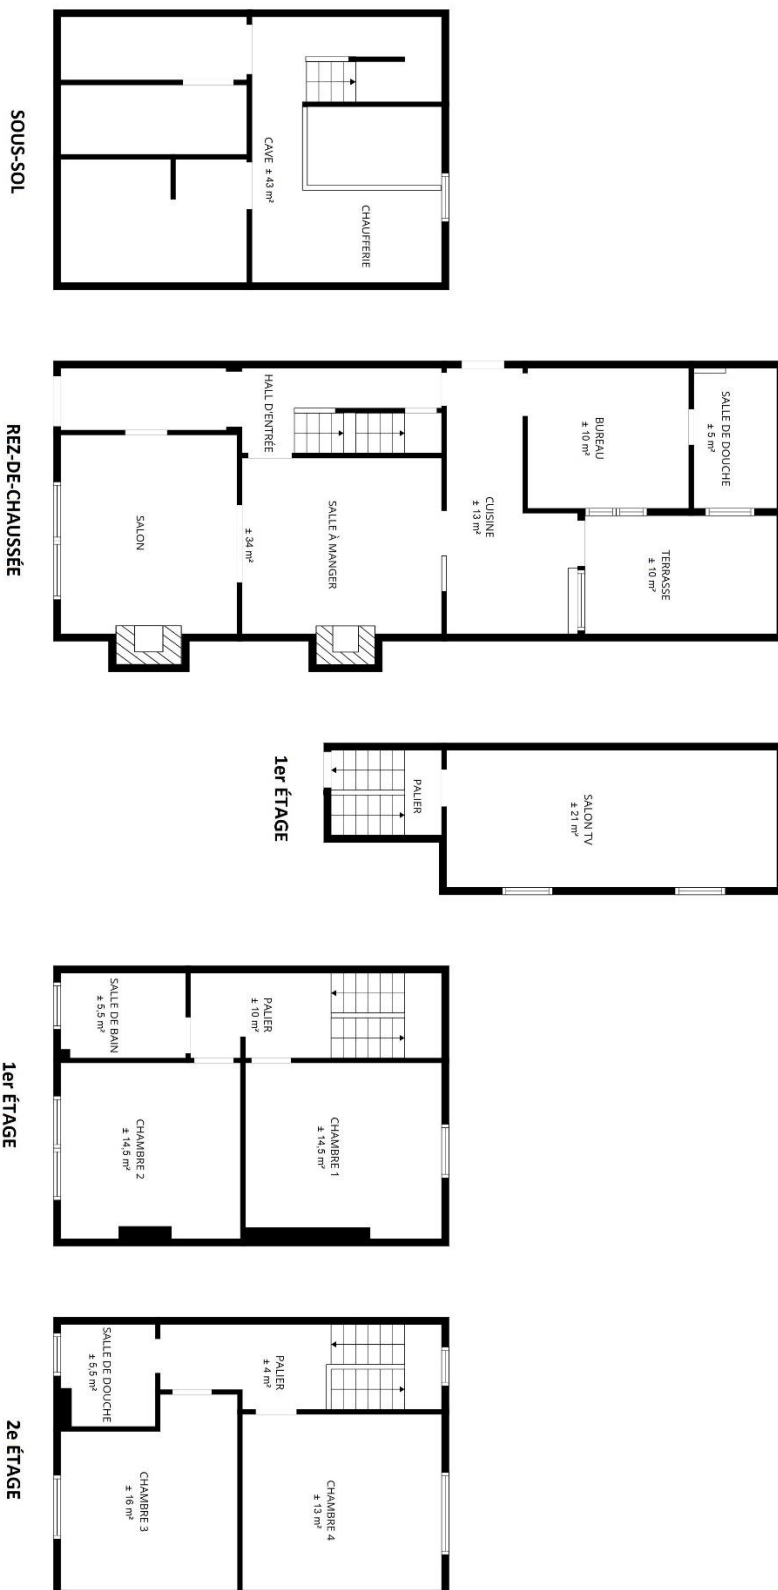 SOUS-SOL
CAVE ± 43 m²
CHAUFFERIE
REZ-DE-CHAUSSÉE
HALL D'ENTRÉE
SALON
± 34 m²
SALLE À MANGER
CUISINE
± 13 m²
BUREAU
± 10 m²
SALLE DE DOUCHE
± 5 m²
TERRASSE
± 10 m²
1er ÉTAGE
PALIER
SALON TV
± 21 m²
1er ÉTAGE
SALLE DE BAIN
± 5,5 m²
PALIER
± 10 m²
CHAMBRE 2
± 14,5 m²
CHAMBRE 1
± 14,5 m²
2e ÉTAGE
SALLE DE DOUCHE
± 5,5 m²
PALIER
± 4 m²
CHAMBRE 3
± 16 m²
CHAMBRE 4
± 13 m²